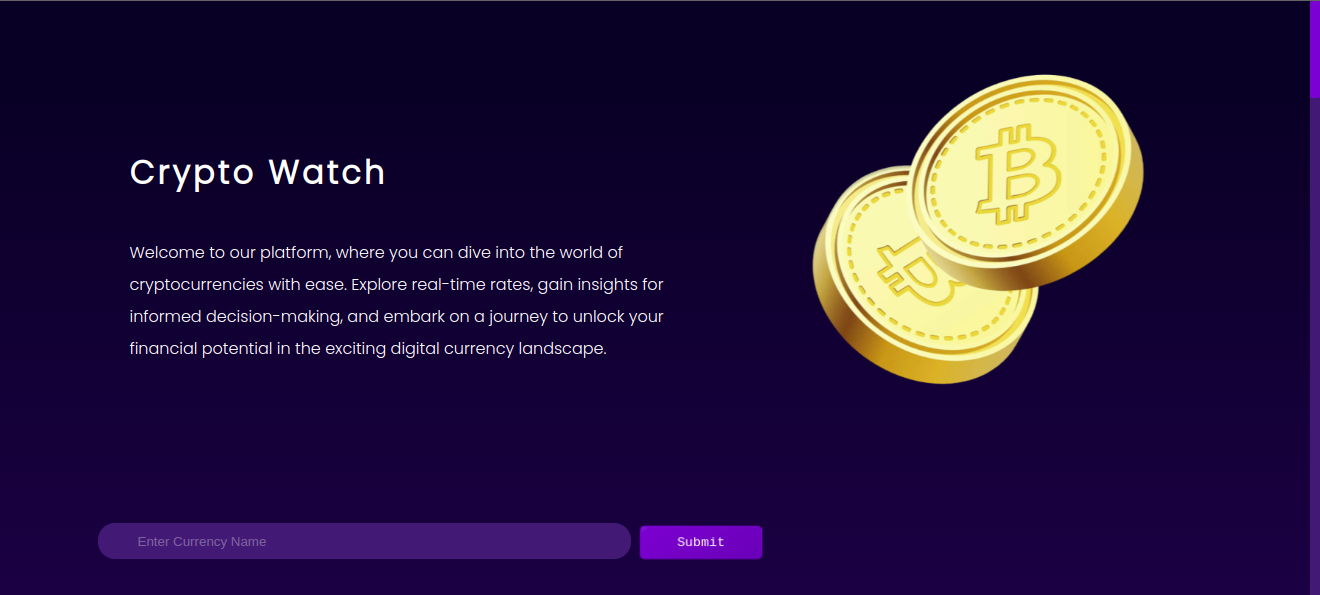 Crypto Watch
Welcome to our platform, where you can dive into the world of
cryptocurrencies with ease. Explore real-time rates, gain insights for
informed decision-making, and embark on a journey to unlock your
financial potential in the exciting digital currency landscape.
Enter Currency Name
Submit